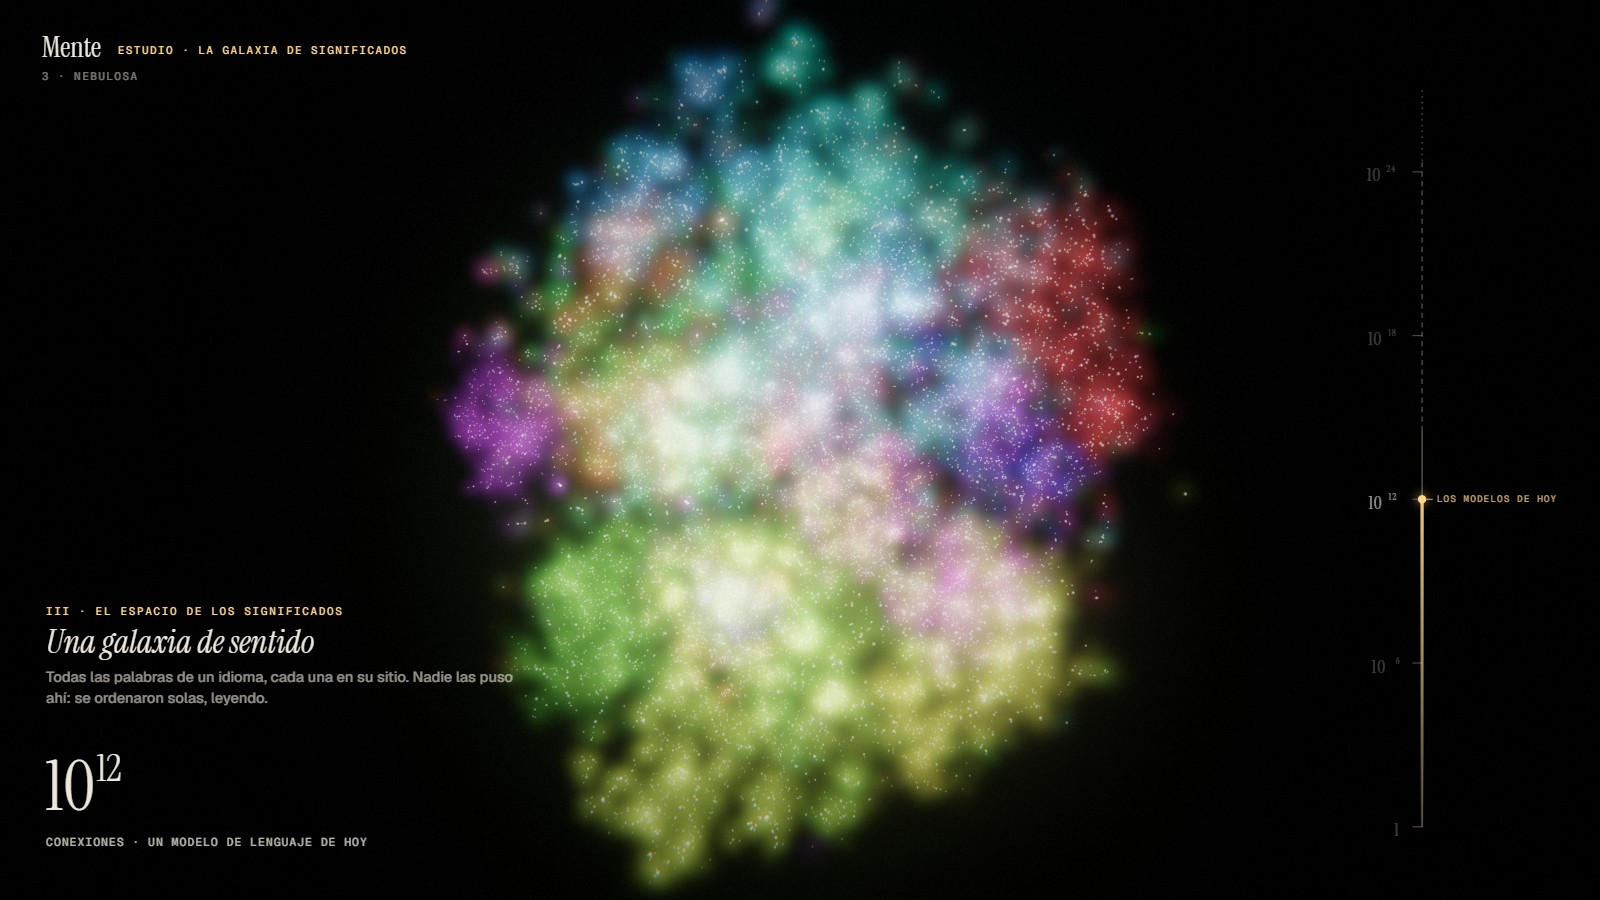 Mente ESTUDIO · LA GALAXIA DE SIGNIFICADOS
3 · NEBULOSA
10 24
10 18
10 12 LOS MODELOS DE HOY
10 6
1
III · EL ESPACIO DE LOS SIGNIFICADOS
Una galaxia de sentido
Todas las palabras de un idioma, cada una en su sitio. Nadie las puso
ahí: se ordenaron solas, leyendo.
10 12
CONEXIONES · UN MODELO DE LENGUAJE DE HOY